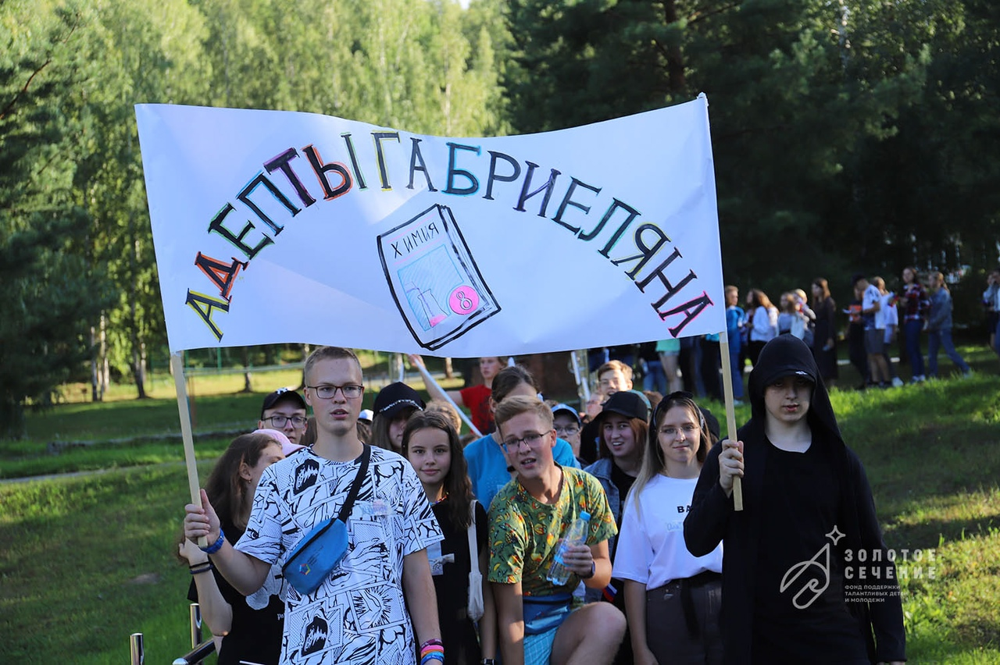 АДЕПТЫ ГАБРИЕЛЯНА
ХИМИЯ
8
ЗОЛОТОЕ
СЕЧЕНИЕ
ФОНД ПОДДЕРЖКИ
ТАЛАНТЛИВЫХ ДЕТЕЙ
И МОЛОДЕЖИ